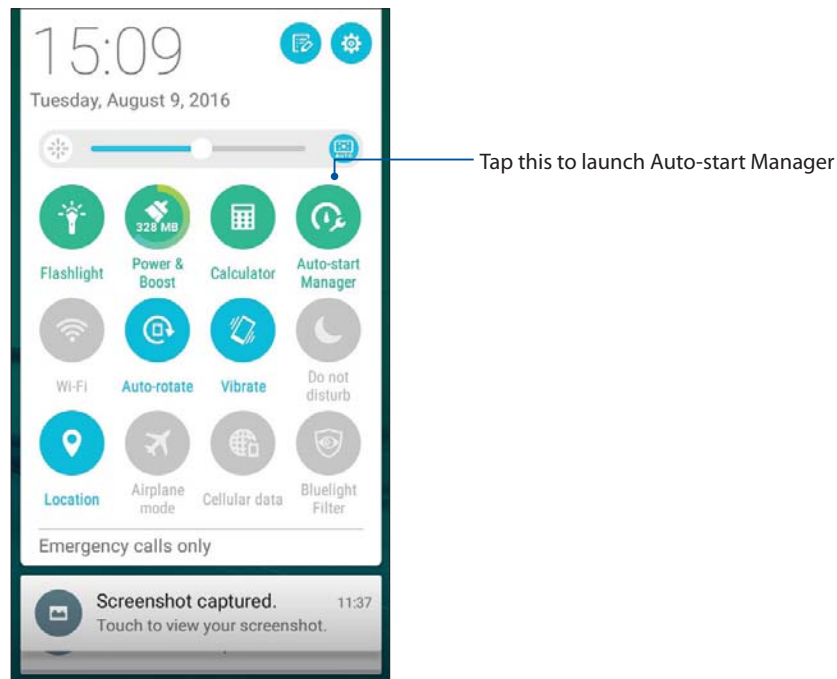 15:09
Tuesday, August 9, 2016
AUTO
Tap this to launch Auto-start Manager
328 MB
Flashlight
Power &
Boost
Calculator
Auto-start
Manager
Wi-Fi
Auto-rotate
Vibrate
Do not
disturb
Location
Airplane
mode
Cellular data
Bluelight
Filter
Emergency calls only
Screenshot captured.
11:37
Touch to view your screenshot.